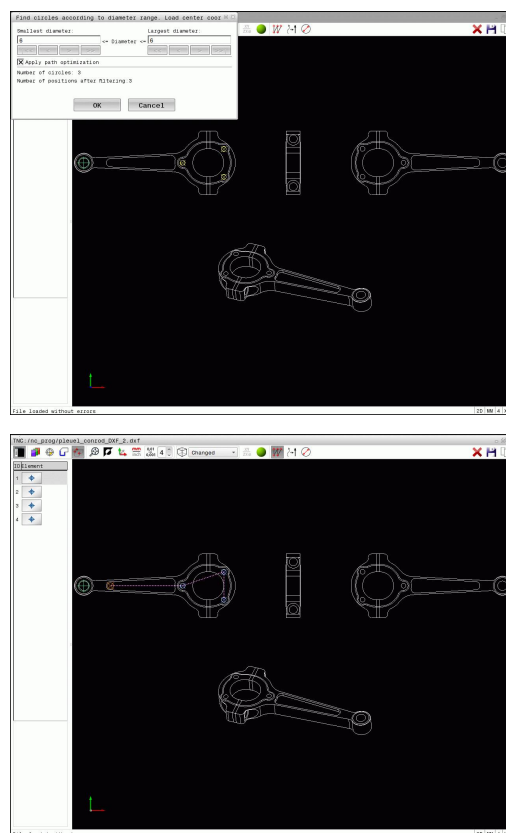 Find circles according to diameter range. Load center coor
Smallest diameter:
Largest diameter:
6
<= Diameter <=
6
Apply path optimization
Number of circles: 3
Number of positions after filtering:3
OK
Cancel
File loaded without errors
2D MM 4
TNC:/nc_prog/pleuel_conrod_DXF_2.dxf
4
Changed
ID Element
1
2
3
4